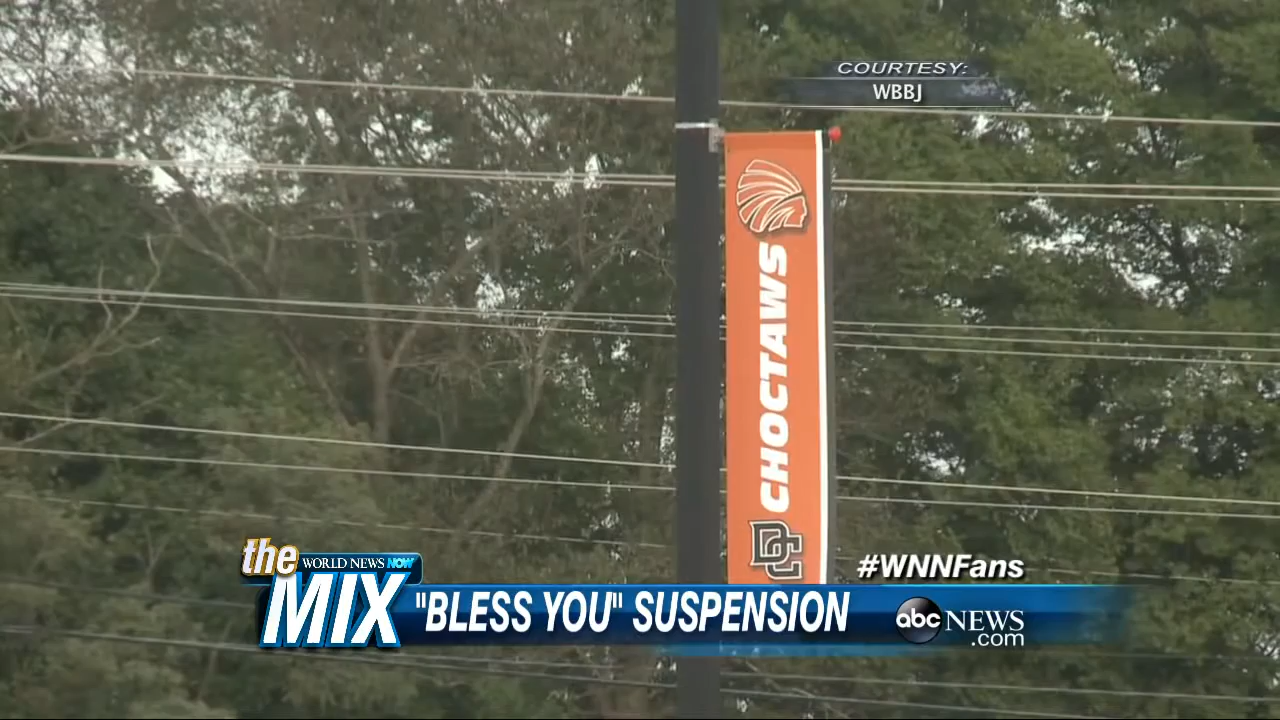 COURTESY:
WBBJ
CHOCTAWS
DC
the
WORLD NEWS NOW
MIX
"BLESS YOU" SUSPENSION
#WNNFans
abc NEWS
.com